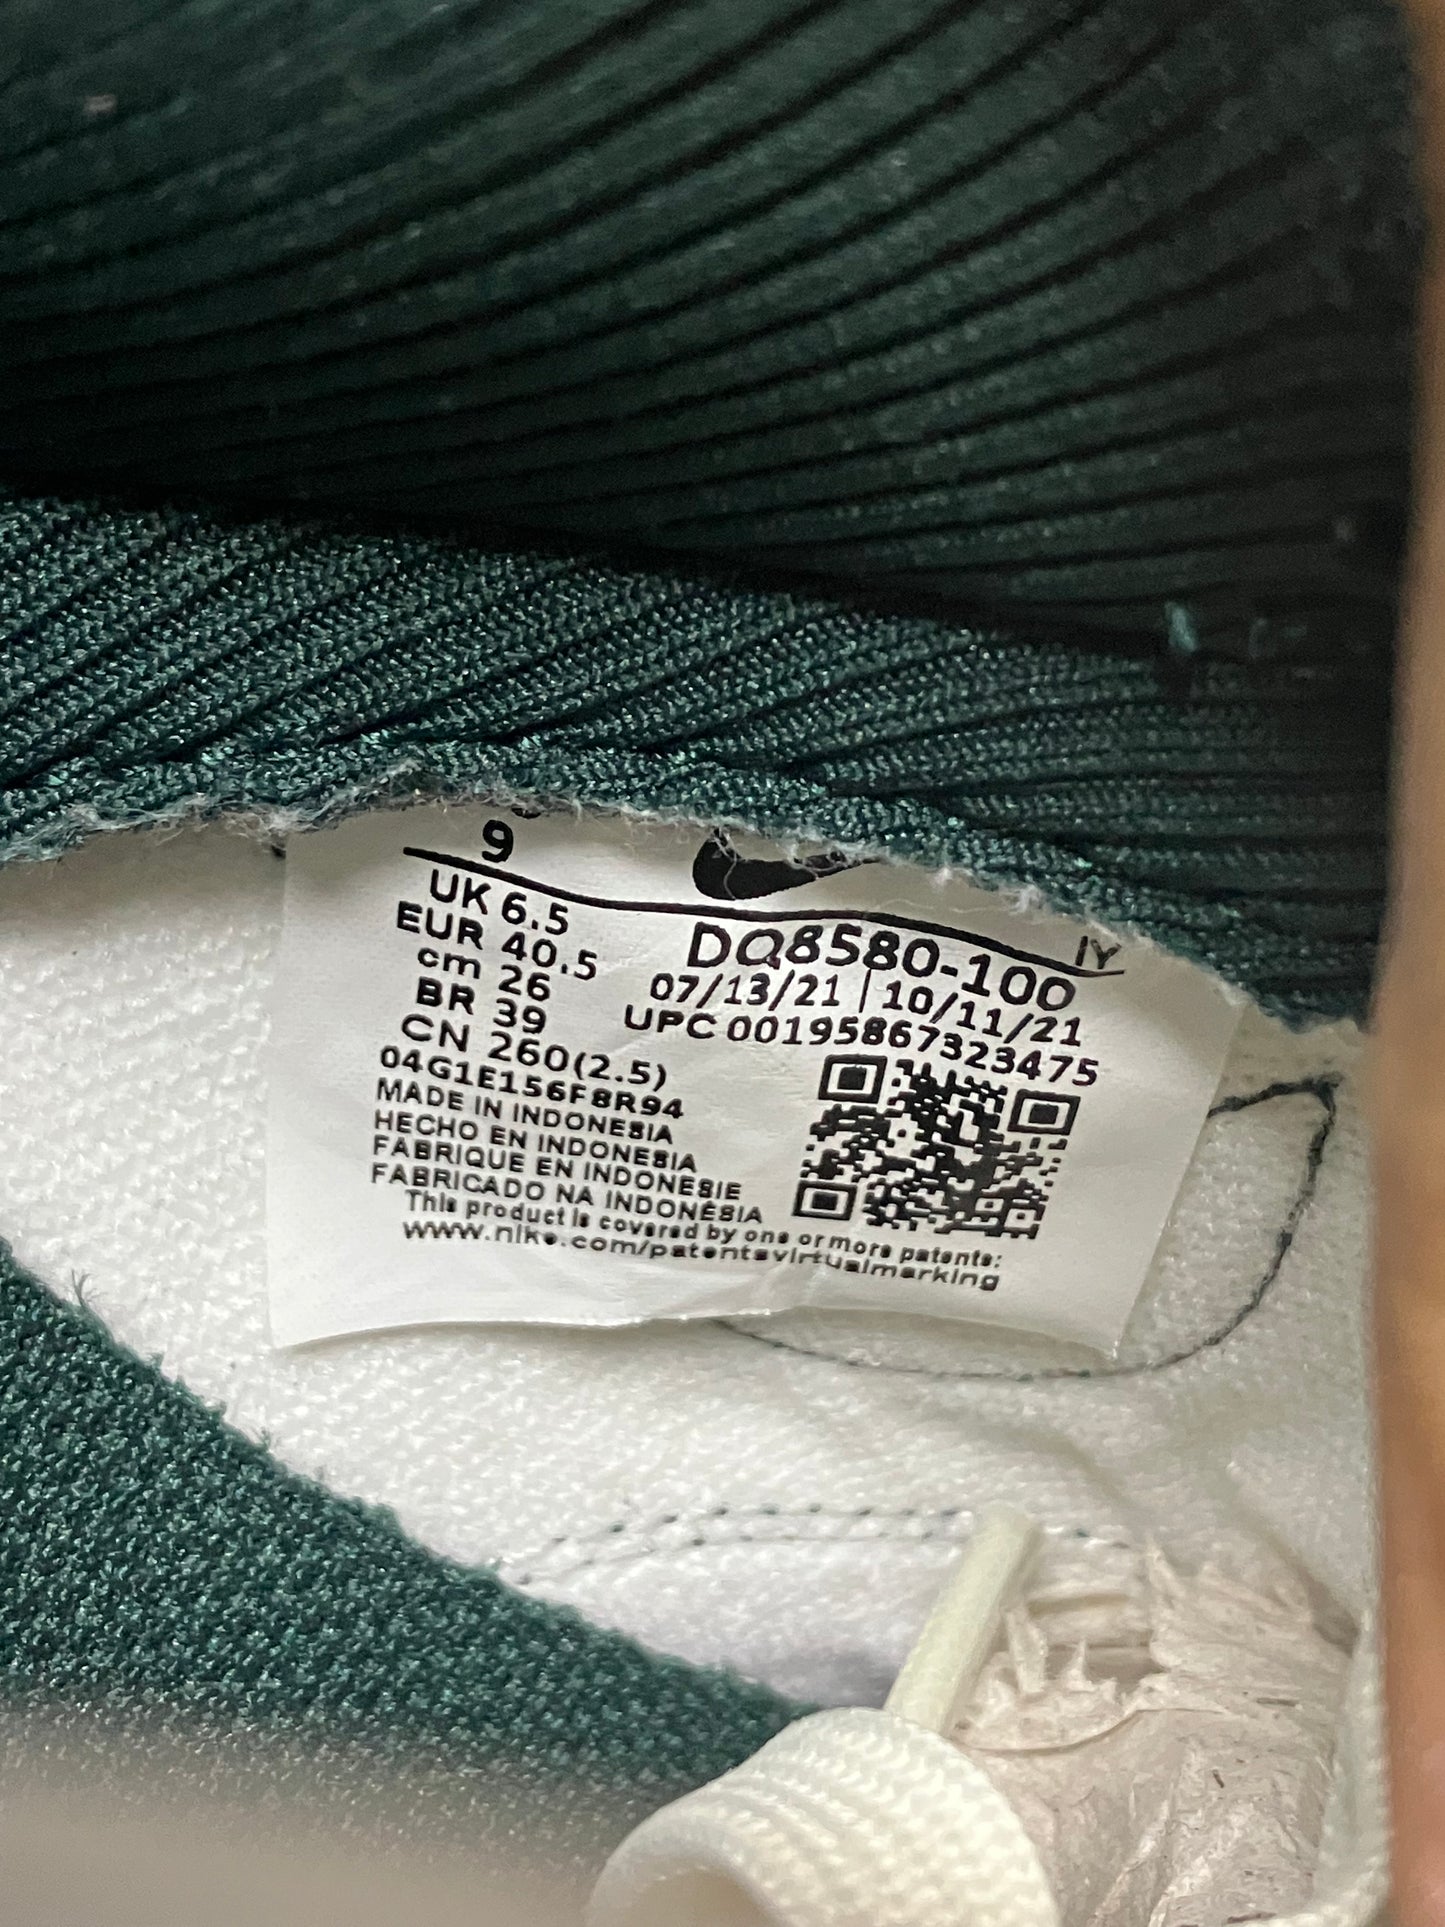 9
UK 6.5
EUR 40.5
cm 26
BR 39
CN 260(2.5)
IY
DQ8580-100
07/13/21 | 10/11/21
UPC 00195867323475
04G1E156F8R94
MADE IN INDONESIA
HECHO EN INDONESIA
FABRIQUE EN INDONESIE
FABRICADO NA INDONÉSIA
This product is covered by one or more patents:
www.nike.com/patentsvirtualmarking